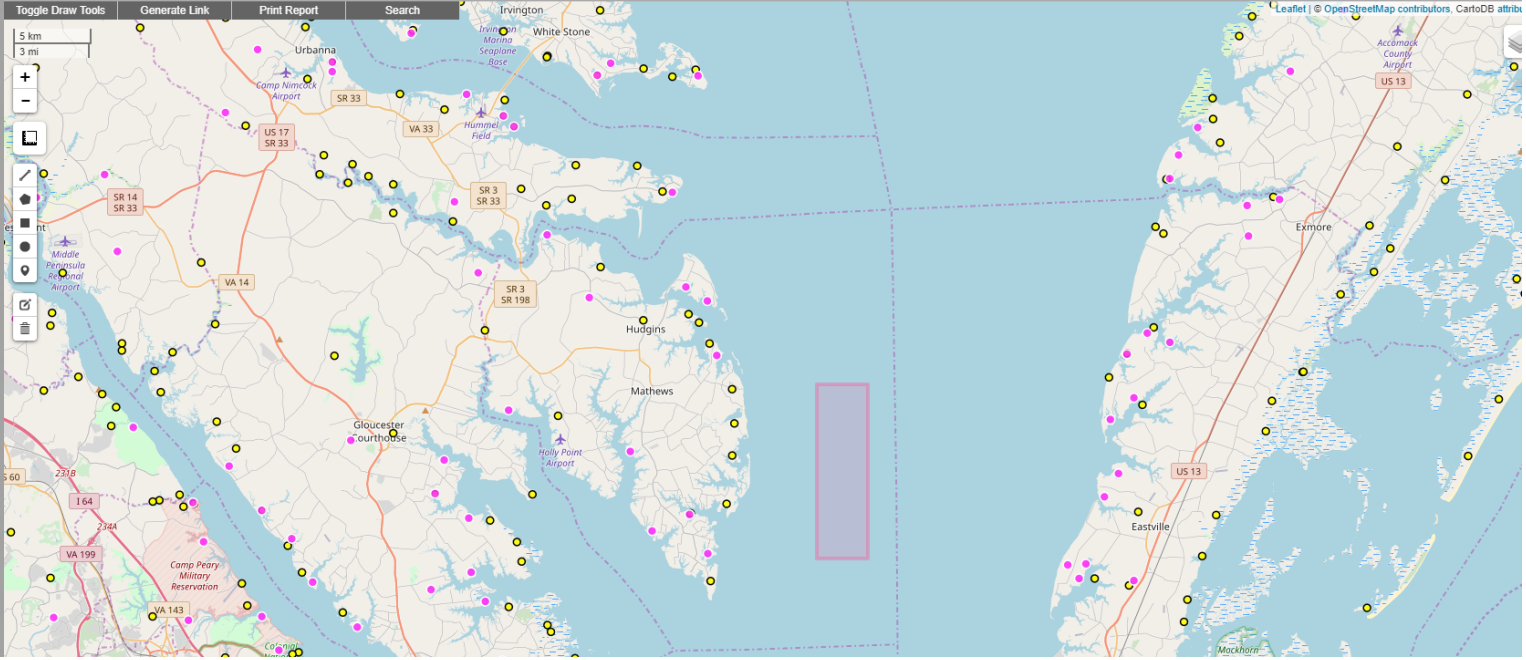 Toggle Draw Tools
Generate Link
Print Report
Search
Leaflet | © OpenStreetMap contributors, CartoDB
5 km
3 mi
+
−
Irvington
White Stone
Irvington
Marina
Seaplane
Base
Urbanna
Camp Nimcock
Airport
SR 33
VA 33
Hummel
Field
US 17
SR 33
Accomack
County
Airport
US 13
SR 14
SR 33
SR 3
SR 33
Middle
Peninsula
Regional
Airport
VA 14
SR 3
SR 198
Exmore
Hudgins
Mathews
Gloucester
Courthouse
Holly Point
Airport
231B
I 64
234A
VA 199
Camp Peary
Military
Reservation
VA 143
US 13
Eastville
Mackhorn